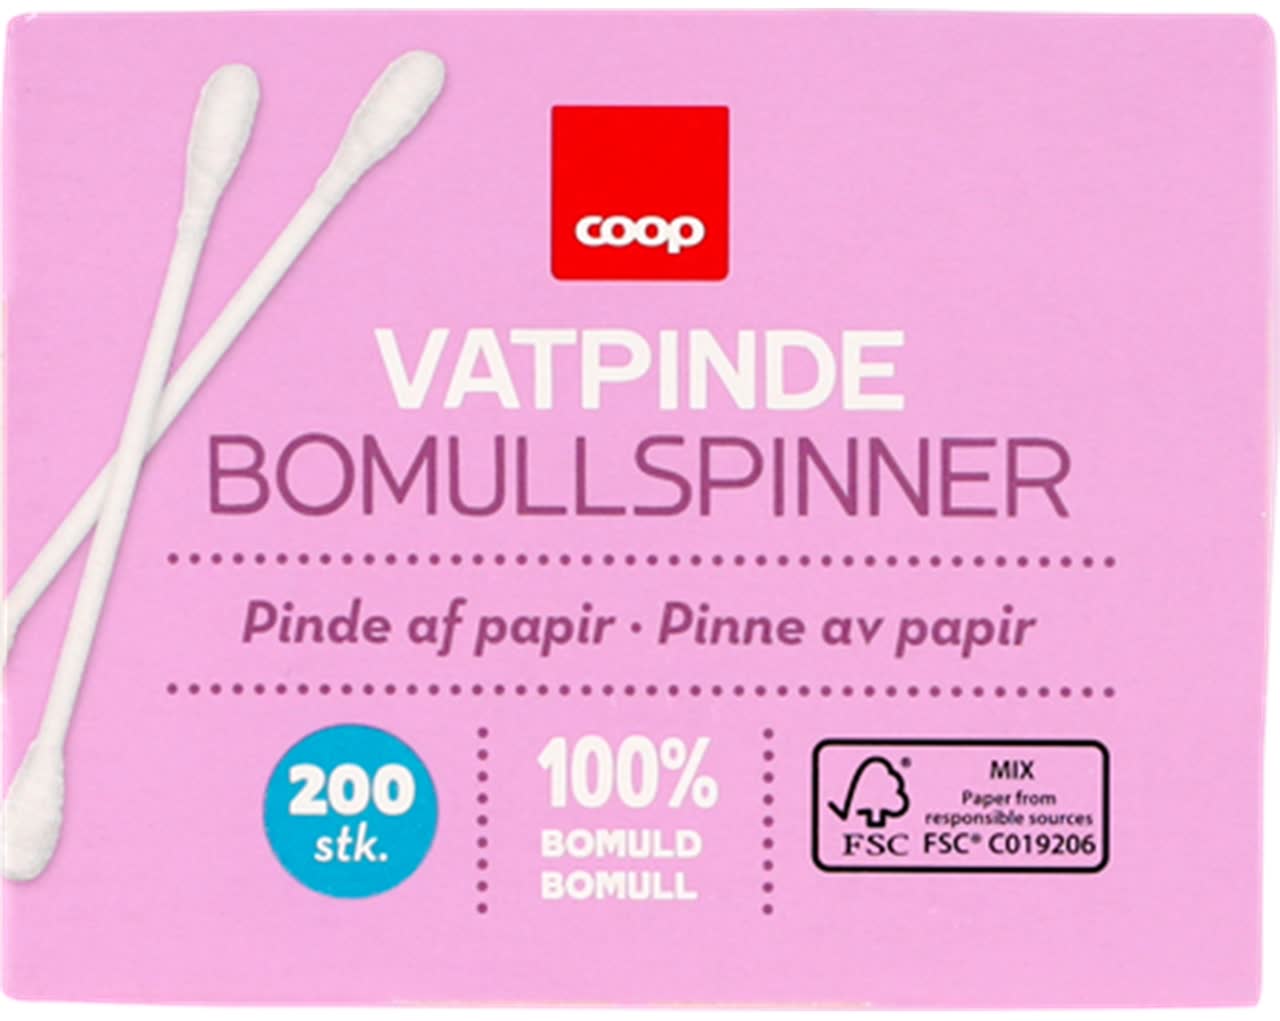 coop
VATPINDE
BOMULLSPINNER
Pinde af papir · Pinne av papir
200
stk.
100%
BOMULD
BOMULL
®
MIX
Paper from
responsible sources
FSC FSC® C019206